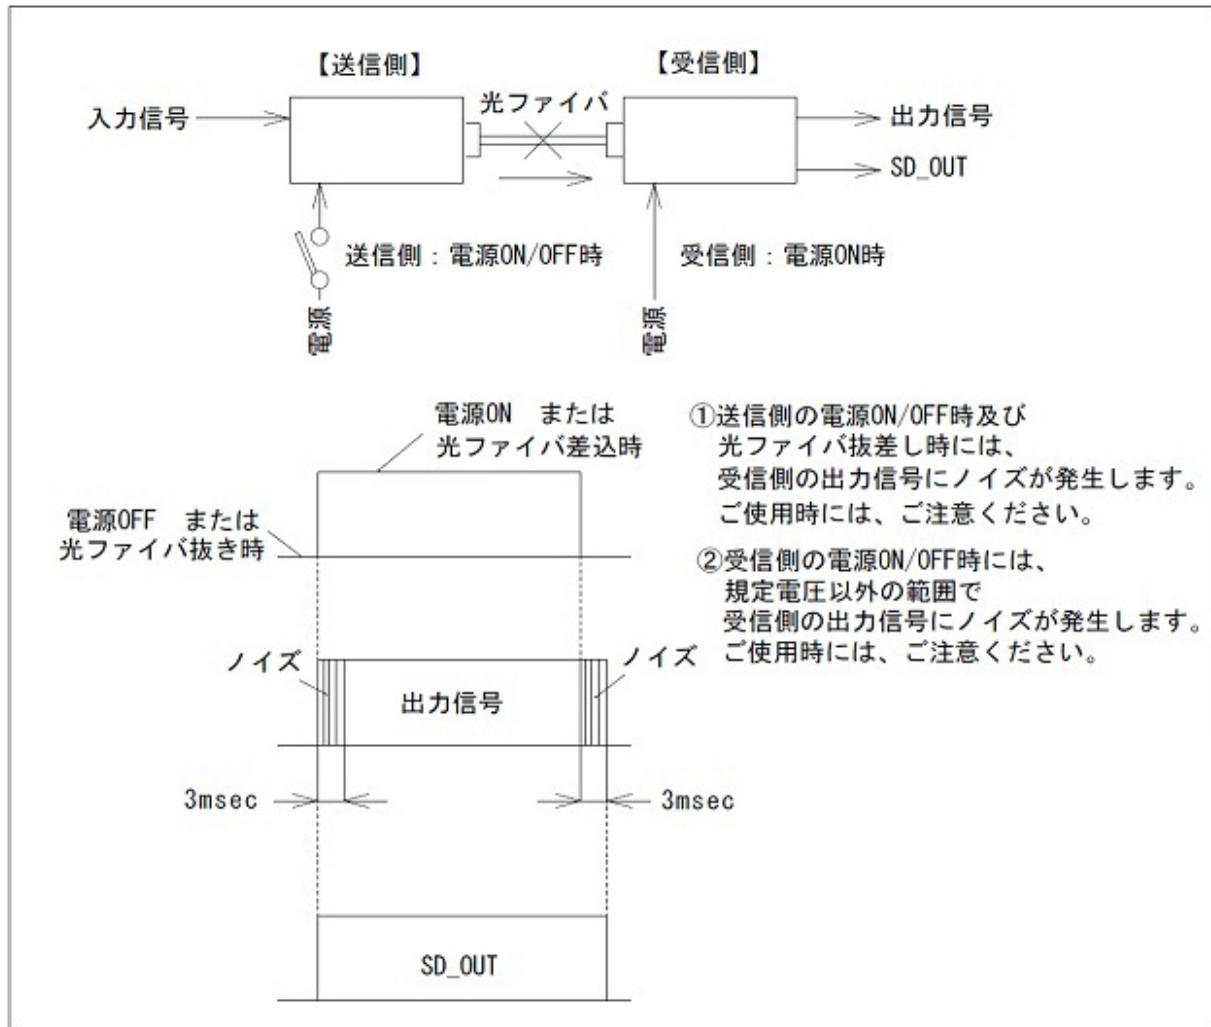 【送信側】
【受信側】
入力信号
光ファイバ
出力信号
SD_OUT
送信側：電源ON/OFF時
受信側：電源ON時
電源
電源
電源ON　または
光ファイバ差込時
電源OFF　または
光ファイバ抜き時
①送信側の電源ON/OFF時及び
光ファイバ抜差し時には、
受信側の出力信号にノイズが発生します。
ご使用時には、ご注意ください。
②受信側の電源ON/OFF時には、
規定電圧以外の範囲で
受信側の出力信号にノイズが発生します。
ご使用時には、ご注意ください。
ノイズ
ノイズ
出力信号
3msec
3msec
SD_OUT